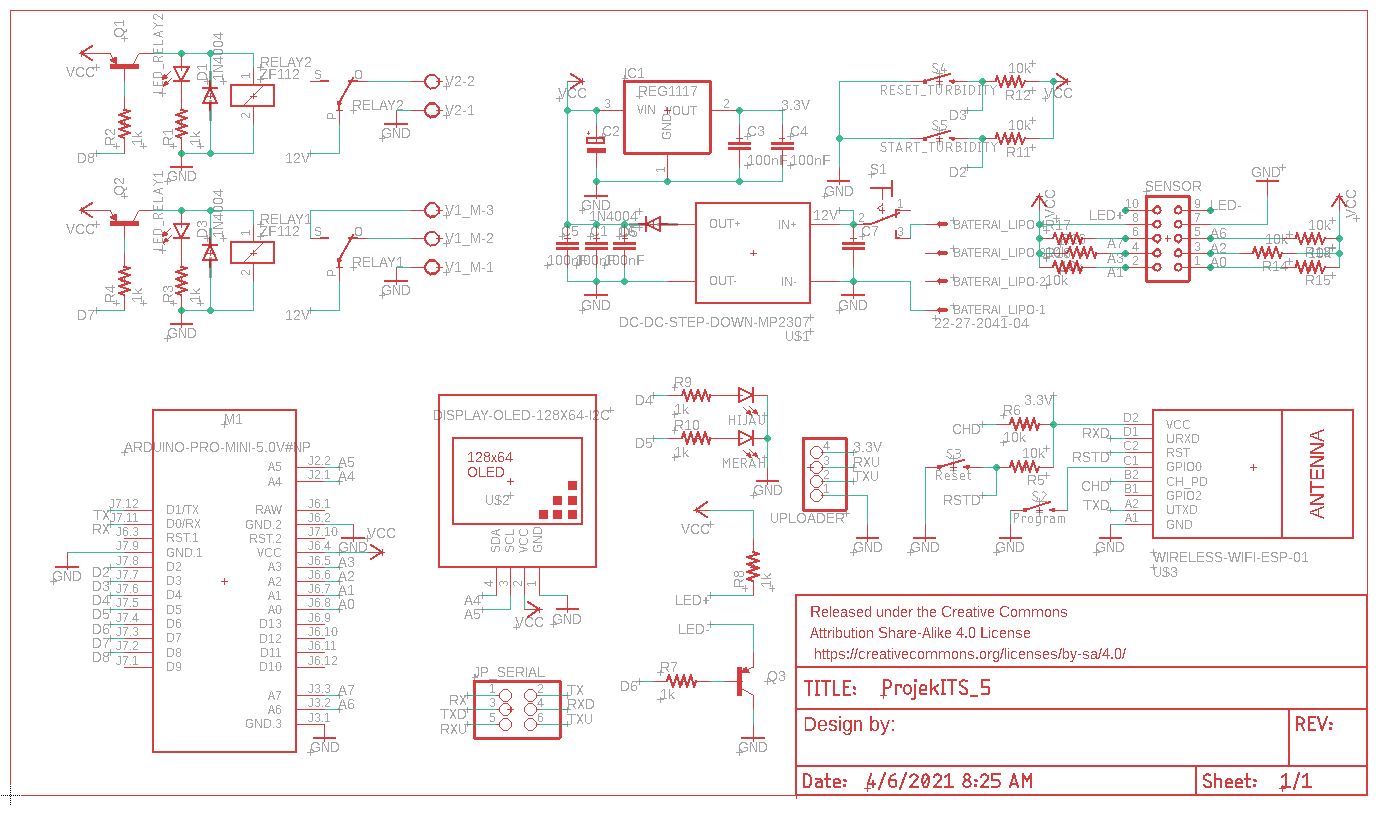 Q1
LED_RELAY2
D1
1N4004
RELAY2
ZF112
VCC
1
2
R2
1k
R1
1k
D8
GND
S
O
P
RELAY2
12V
V2-2
V2-1
GND
Q2
LED_RELAY1
D3
1N4004
RELAY1
ZF112
VCC
1
2
R4
1k
R3
1k
D7
GND
S
O
P
RELAY1
12V
V1_M-3
V1_M-2
V1_M-1
GND
VCC
IC1
REG1117
3
VIN
VOUT
2
GND
1
3.3V
C2
C3
C4
100nF
100nF
GND
1N4004
GND
OUT+
OUT-
IN+
IN-
DC-DC-STEP-DOWN-MP2307
U$1
12V
C7
GND
S4
RESET_TURBIDITY
D3
10k
R12
VCC
S5
START_TURBIDITY
D2
10k
R11
GND
S1
2
1
3
BATERAI_LIPO
BATERAI_LIPO
BATERAI_LIPO-2
BATERAI_LIPO-1
22-27-2041-04
SENSOR
VCC
LED+
10
9
LED-
8
7
6
5
4
3
2
1
R17
A7
A3
A1
10k
A6
A2
A0
10k
R14
10k
R15
GND
VCC
M1
ARDUINO-PRO-MINI-5.0V#NP
A5
J2.2
A5
A4
J2.1
A4
TX
J7.12
D1/TX
RAW
J6.1
RX
J7.11
D0/RX
GND.2
J6.2
J6.3
RST.1
RST.2
J7.10
J7.9
GND.1
VCC
J6.4
GND
VCC
GND
J7.8
D2
A3
J6.5
A3
D2
J7.7
D3
A2
J6.6
A2
D3
J7.6
D4
A1
J6.7
A1
D4
J7.5
D5
A0
J6.8
A0
D5
J7.4
D6
D13
J6.9
D6
J7.3
D7
D12
J6.10
D7
J7.2
D8
D11
J6.11
D8
J7.1
D9
D10
J6.12
A7
J3.3
A7
A6
J3.2
A6
GND.3
J3.1
GND
DISPLAY-OLED-128X64-I2C
128x64
OLED
U$2
SDA
SCL
VCC
GND
4
3
2
1
A4
A5
VCC
GND
JP_SERIAL
RX
1
2
TX
TXD
3
4
RXD
RXU
5
6
TXU
D4
R9
1k
HIJAU
D5
R10
1k
MERAH
GND
4
3.3V
3
RXU
2
TXU
1
UPLOADER
GND
VCC
R8
1k
LED+
LED-
D6
R7
1k
Q3
GND
3.3V
CHD
R6
10k
S3
Reset
10k
R5
RSTD
S2
Program
GND
GND
D2
VCC
RXD
D1
URXD
C2
RST
RSTD
C1
GPIO0
CHD
B2
CH_PD
B1
GPIO2
TXD
A2
UTXD
A1
GND
GND
ANTENNA
WIRELESS-WIFI-ESP-01
U$3
Released under the Creative Commons
Attribution Share-Alike 4.0 License
https://creativecommons.org/licenses/by-sa/4.0/
TITLE: ProjekITS_5
Design by:
REV:
Date: 4/6/2021 8:25 AM
Sheet: 1/1